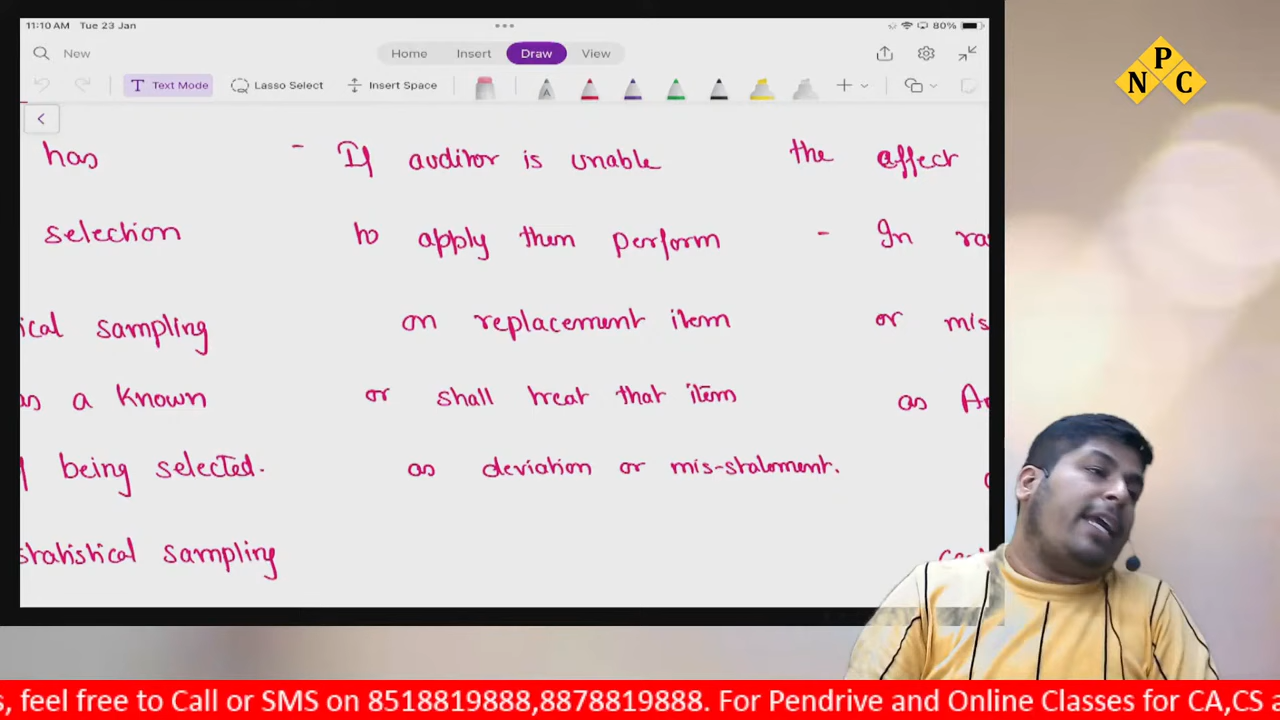 11:10 AM Tue 23 Jan
80%
New
Home Insert Draw View
Text Mode Lasso Select Insert Space
has
selection
ical sampling
as a known
being selected.
statistical sampling
- If auditor is unable
to apply them perform
on replacement item
or shall treat that item
as deviation or mis-statement.
the effect
- In
or mis
as
N P C
s, feel free to Call or SMS on 8518819888,8878819888. For Pendrive and Online Classes for CA,CS a